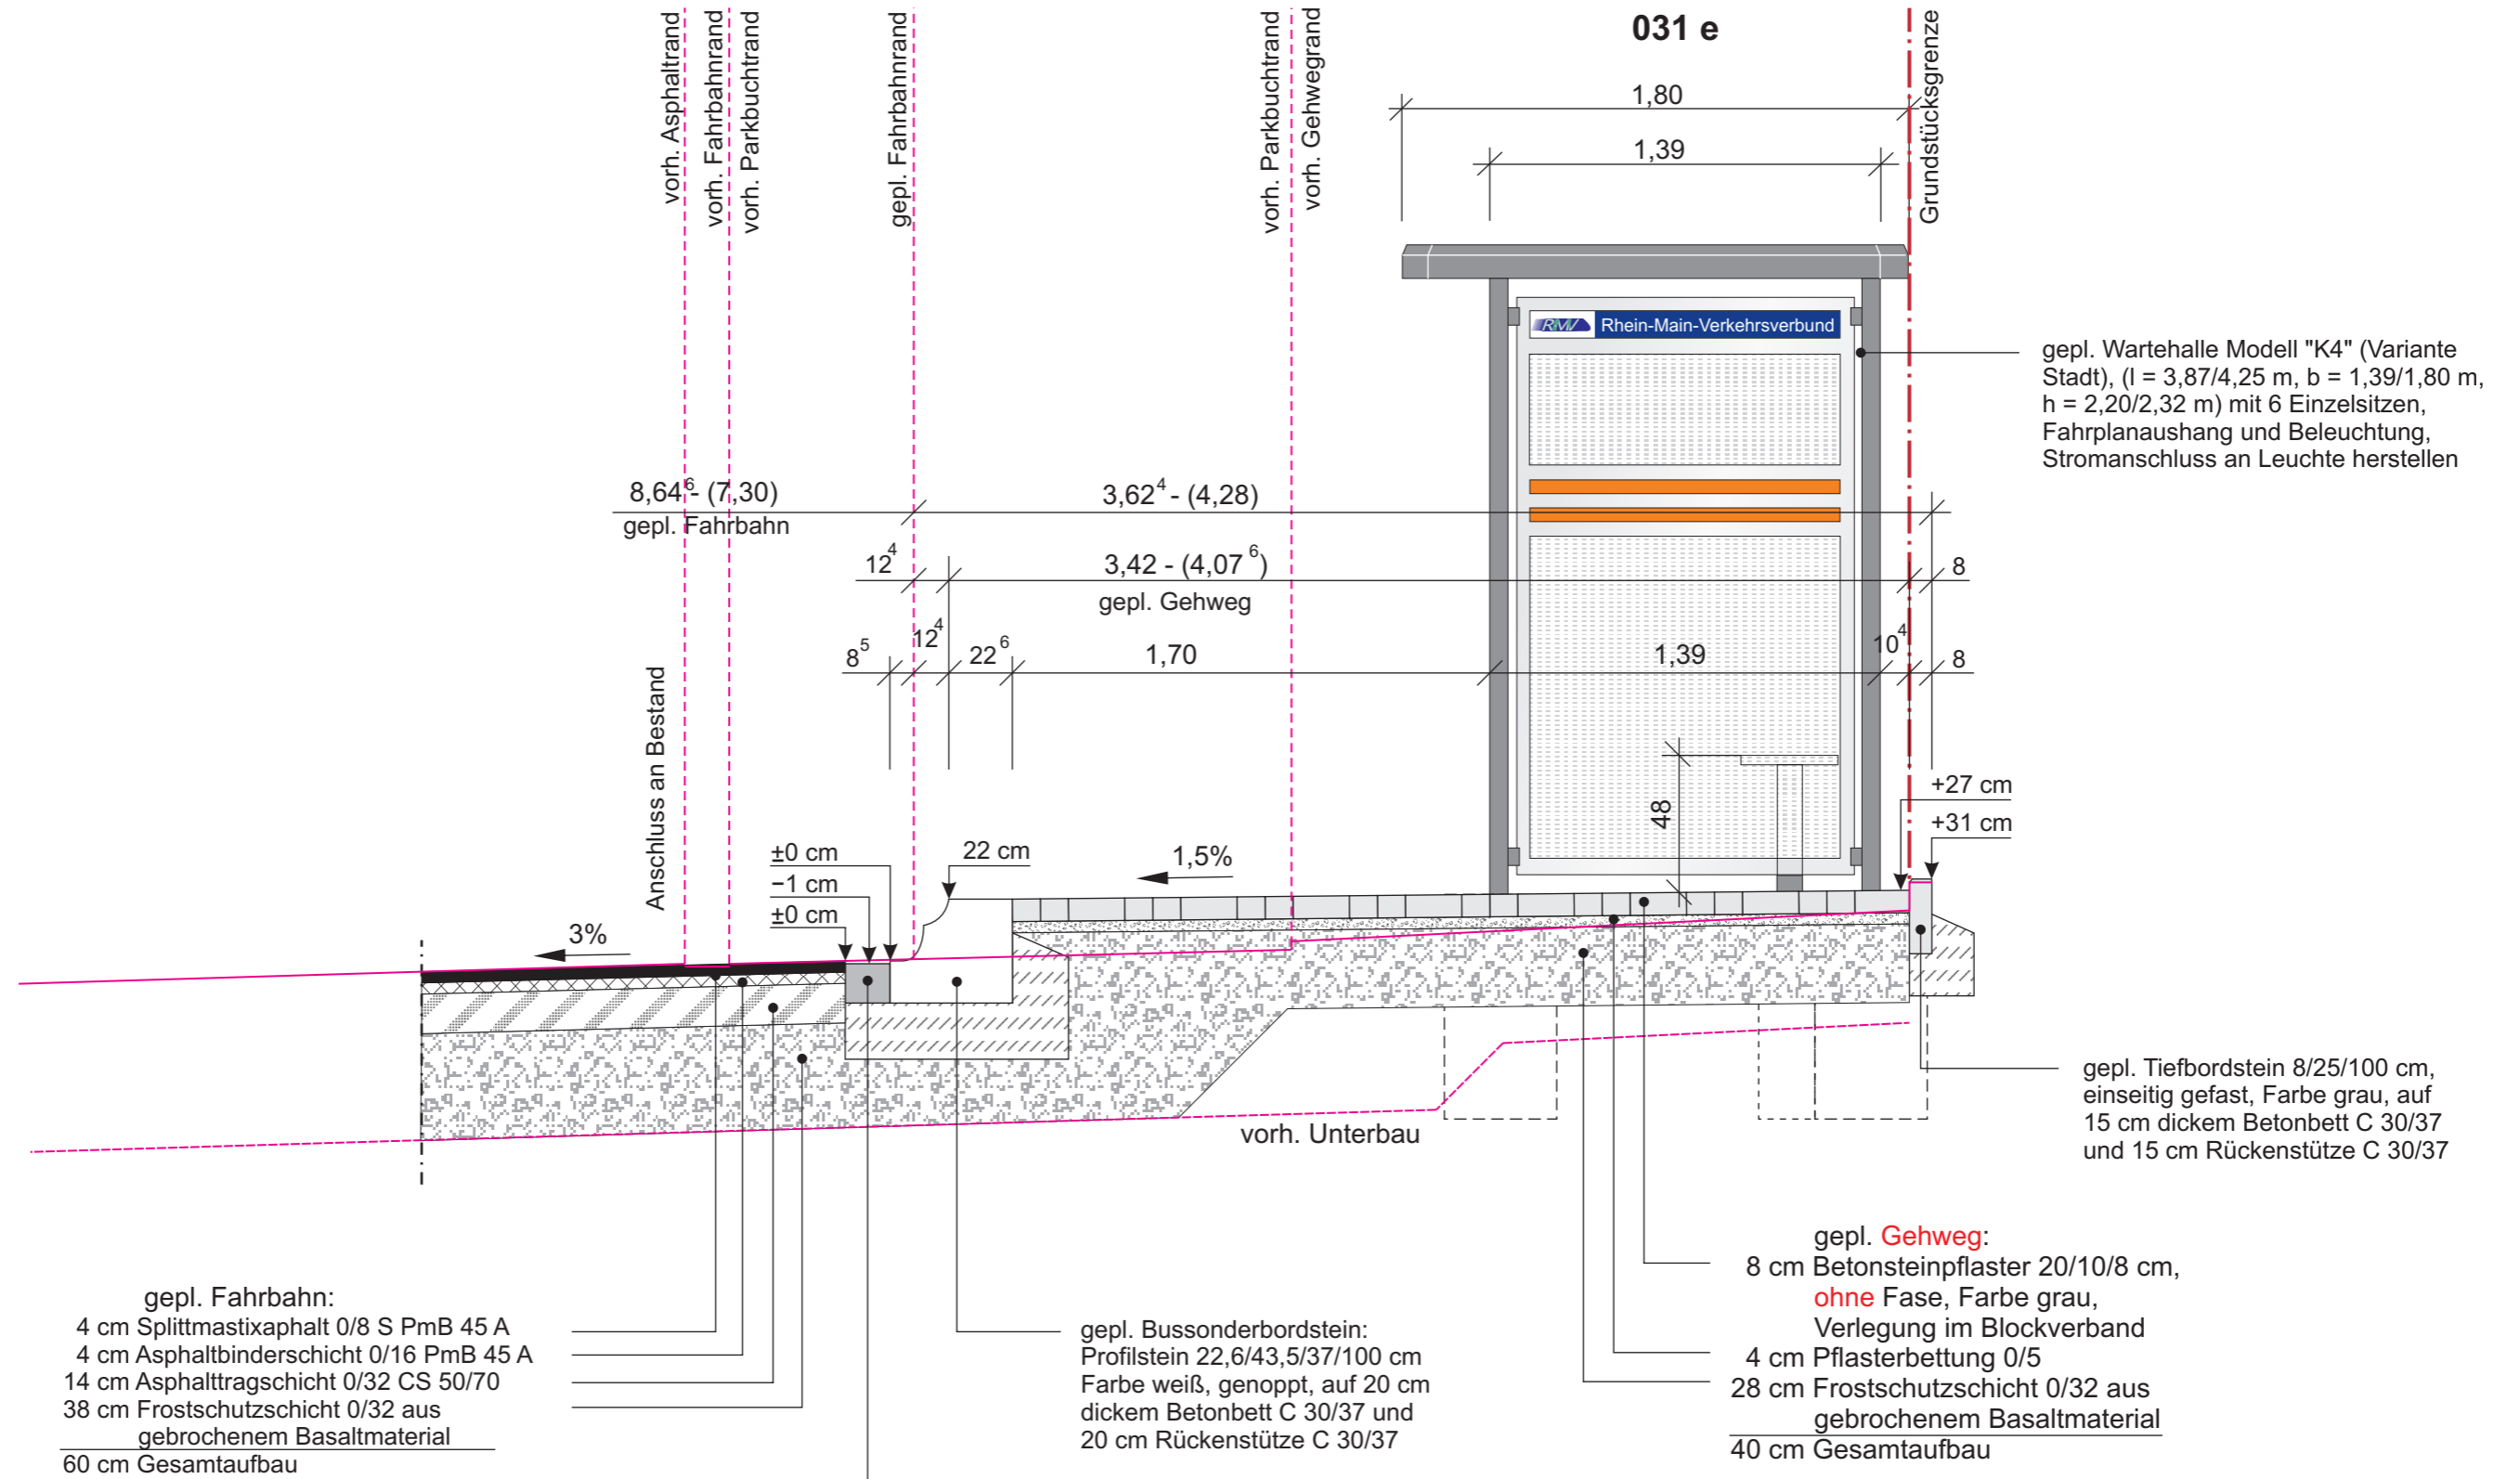 031 e
vorh. Asphaltrand
vorh. Fahrbahnrand
vorh. Parkbuchtrand
gepl. Fahrbahnrand
vorh. Parkbuchtrand
vorh. Gehwegrand
Grundstücksgrenze
1,80
1,39
RMV Rhein-Main-Verkehrsverbund
gepl. Wartehalle Modell "K4" (Variante
Stadt), (l = 3,87/4,25 m, b = 1,39/1,80 m,
h = 2,20/2,32 m) mit 6 Einzelsitzen,
Fahrplanaushang und Beleuchtung,
Stromanschluss an Leuchte herstellen
8,64⁶- (7,30)
gepl. Fahrbahn
3,62⁴ - (4,28)
12⁴
3,42 - (4,07⁶)
8
gepl. Gehweg
8⁵
12⁴
22⁶
1,70
1,39
10⁴
8
Anschluss an Bestand
48
+27 cm
+31 cm
±0 cm
−1 cm
±0 cm
22 cm
1,5%
3%
vorh. Unterbau
gepl. Tiefbordstein 8/25/100 cm,
einseitig gefast, Farbe grau, auf
15 cm dickem Betonbett C 30/37
und 15 cm Rückenstütze C 30/37
gepl. Fahrbahn:
4 cm Splittmastixaphalt 0/8 S PmB 45 A
4 cm Asphaltbinderschicht 0/16 PmB 45 A
14 cm Asphalttragschicht 0/32 CS 50/70
38 cm Frostschutzschicht 0/32 aus
gebrochenem Basaltmaterial
60 cm Gesamtaufbau
gepl. Bussonderbordstein:
Profilstein 22,6/43,5/37/100 cm
Farbe weiß, genoppt, auf 20 cm
dickem Betonbett C 30/37 und
20 cm Rückenstütze C 30/37
gepl. Gehweg:
8 cm Betonsteinpflaster 20/10/8 cm,
ohne Fase, Farbe grau,
Verlegung im Blockverband
4 cm Pflasterbettung 0/5
28 cm Frostschutzschicht 0/32 aus
gebrochenem Basaltmaterial
40 cm Gesamtaufbau